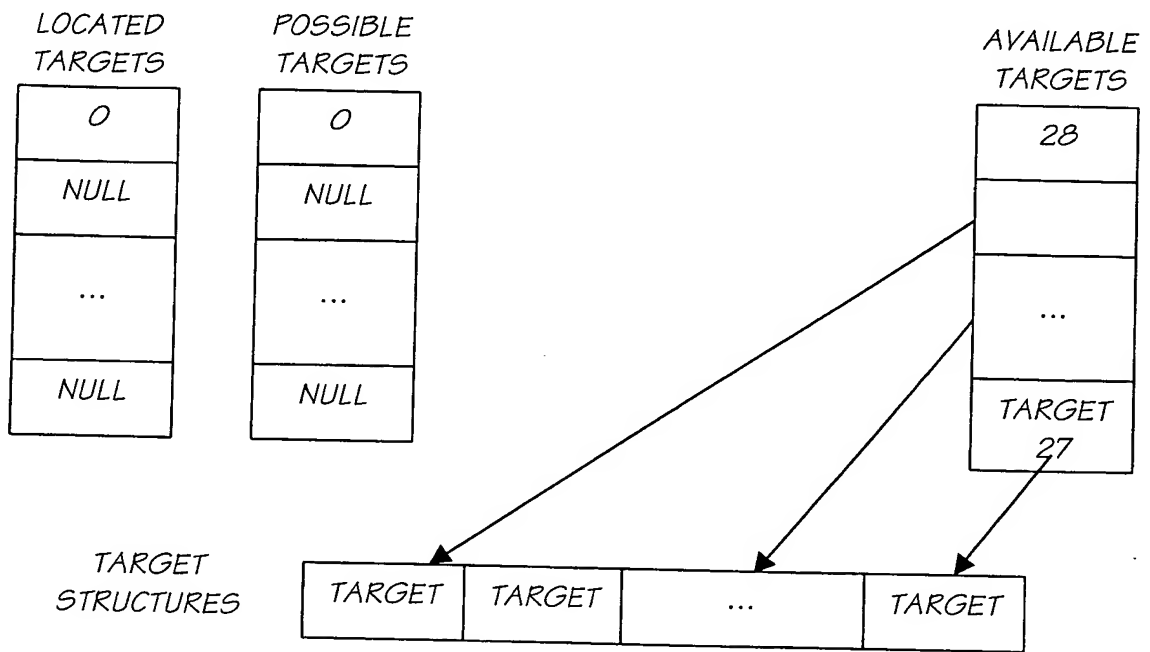 LOCATED
TARGETS
0
NULL
...
NULL
POSSIBLE
TARGETS
0
NULL
...
NULL
AVAILABLE
TARGETS
28
...
TARGET
27
TARGET
STRUCTURES
TARGET
TARGET
...
TARGET